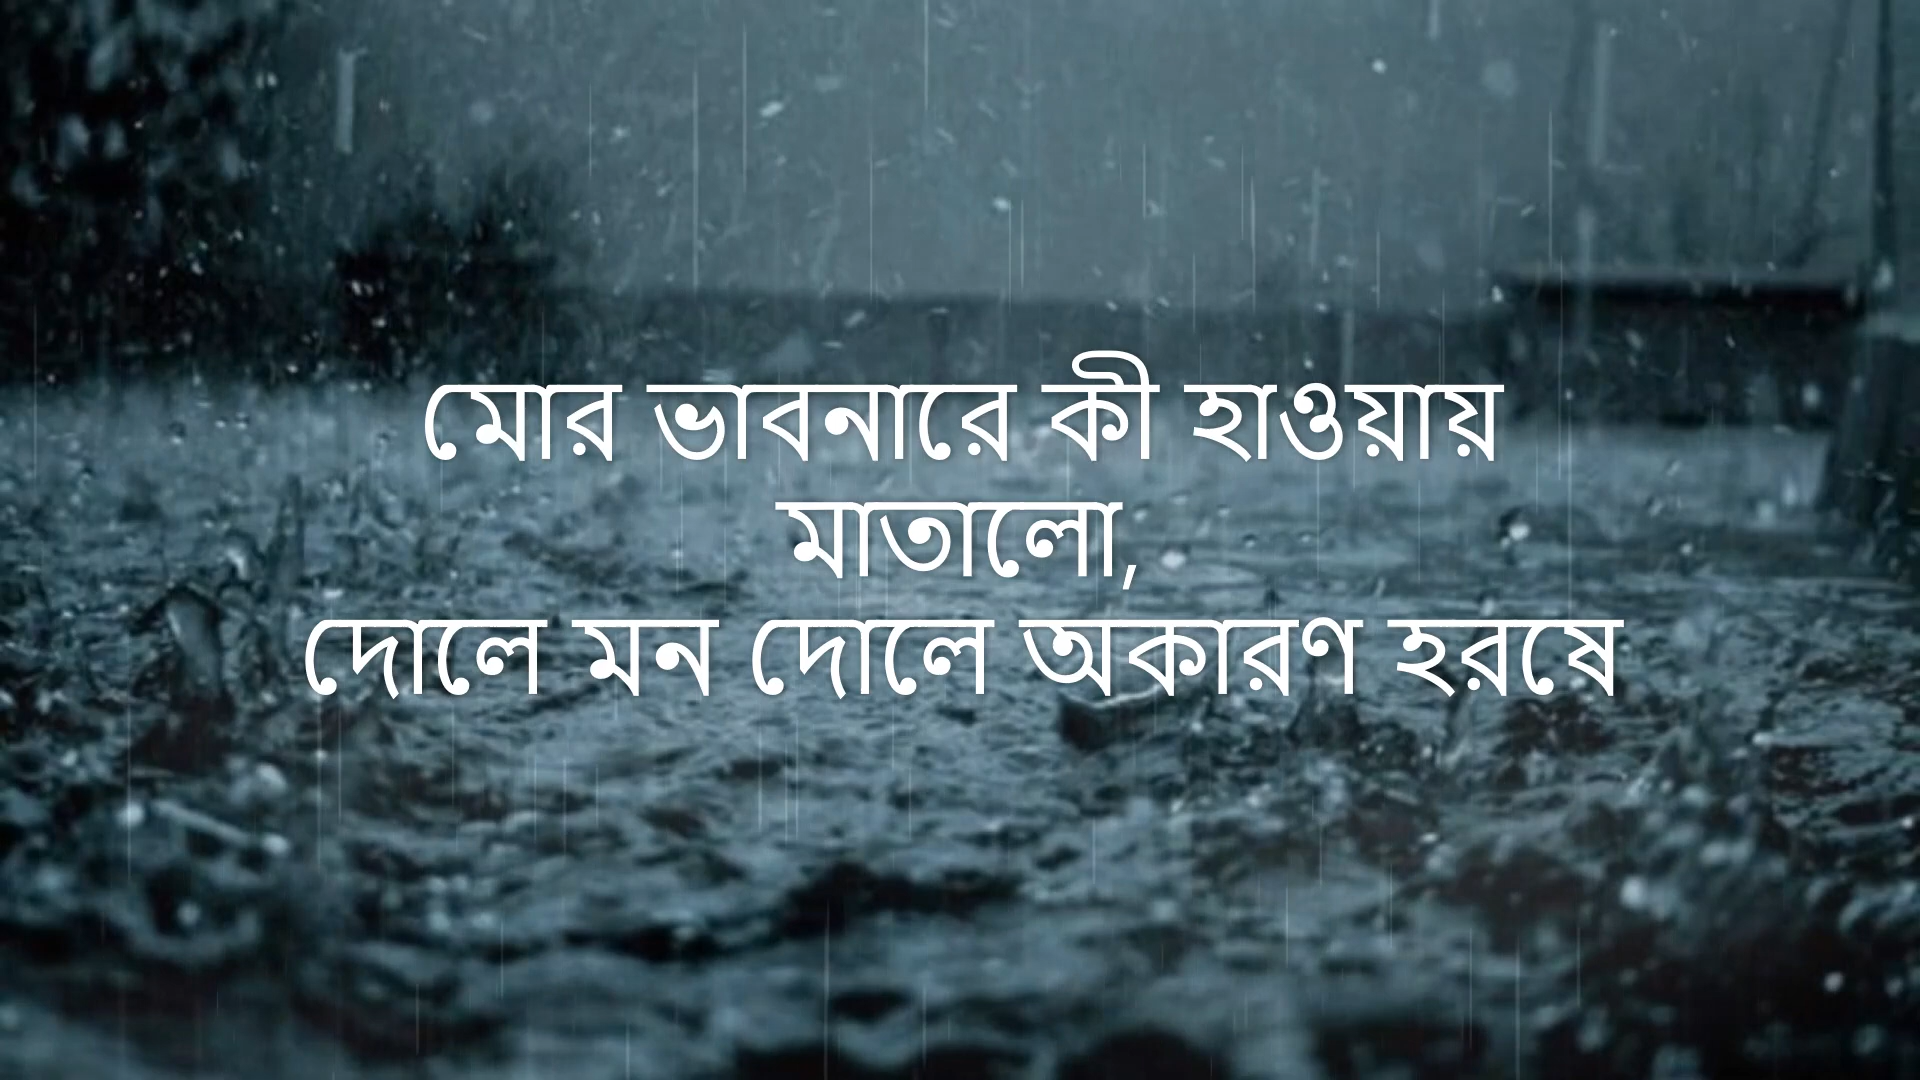 মোর ভাবনারে কী হাওয়ায়
মাতালো,
দোলে মন দোলে অকারণ হরষে